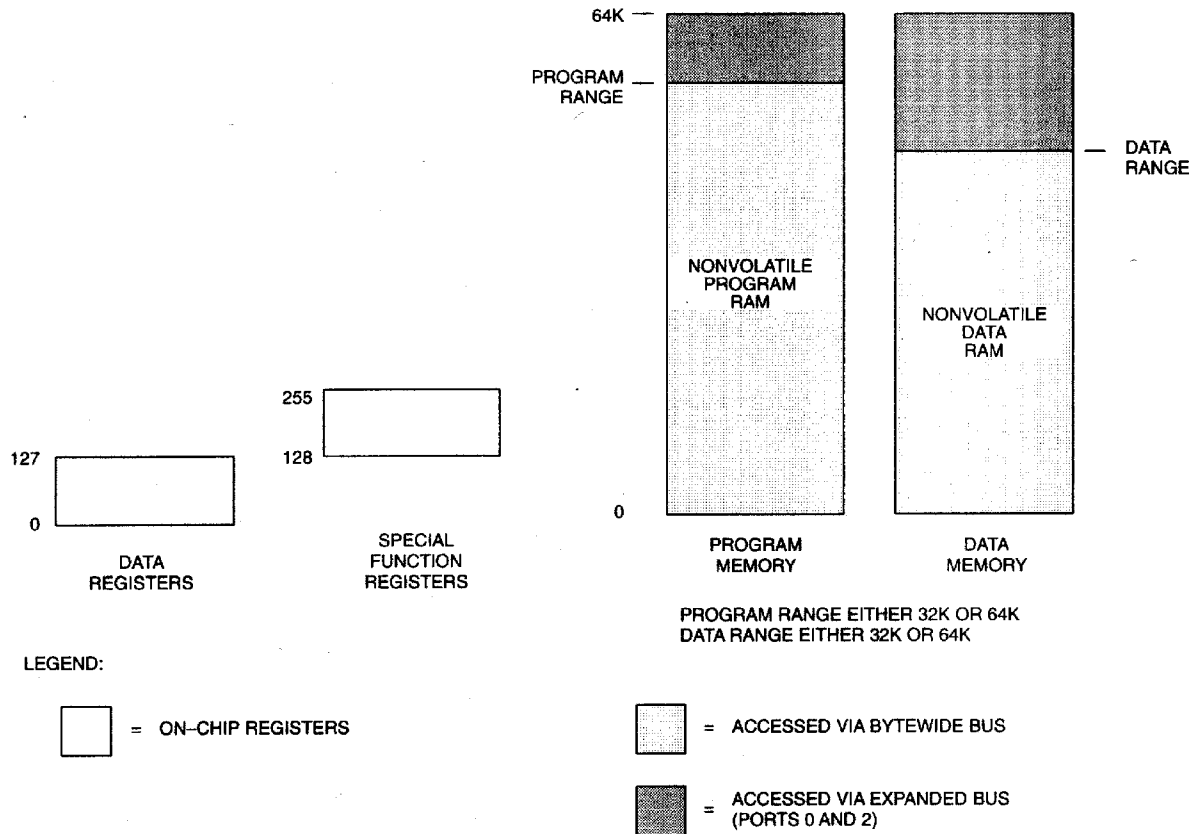 64K
PROGRAM
RANGE
DATA
RANGE
NONVOLATILE
PROGRAM
RAM
NONVOLATILE
DATA
RAM
255
128
127
0
0
DATA
REGISTERS
SPECIAL
FUNCTION
REGISTERS
PROGRAM
MEMORY
DATA
MEMORY
PROGRAM RANGE EITHER 32K OR 64K
DATA RANGE EITHER 32K OR 64K
LEGEND:
= ON–CHIP REGISTERS
= ACCESSED VIA BYTEWIDE BUS
= ACCESSED VIA EXPANDED BUS
(PORTS 0 AND 2)